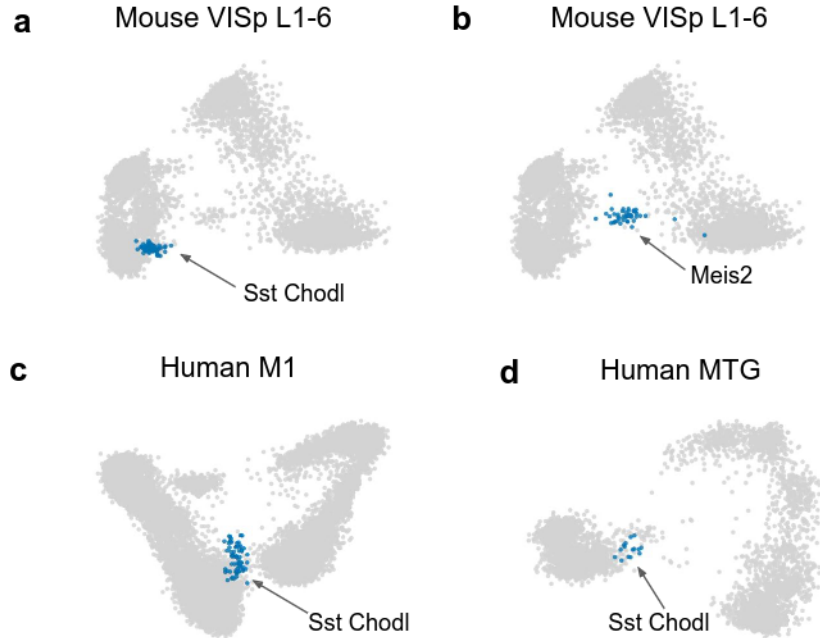 a
Mouse VISp L1-6
Sst Chodl
b
Mouse VISp L1-6
Meis2
c
Human M1
Sst Chodl
d
Human MTG
Sst Chodl